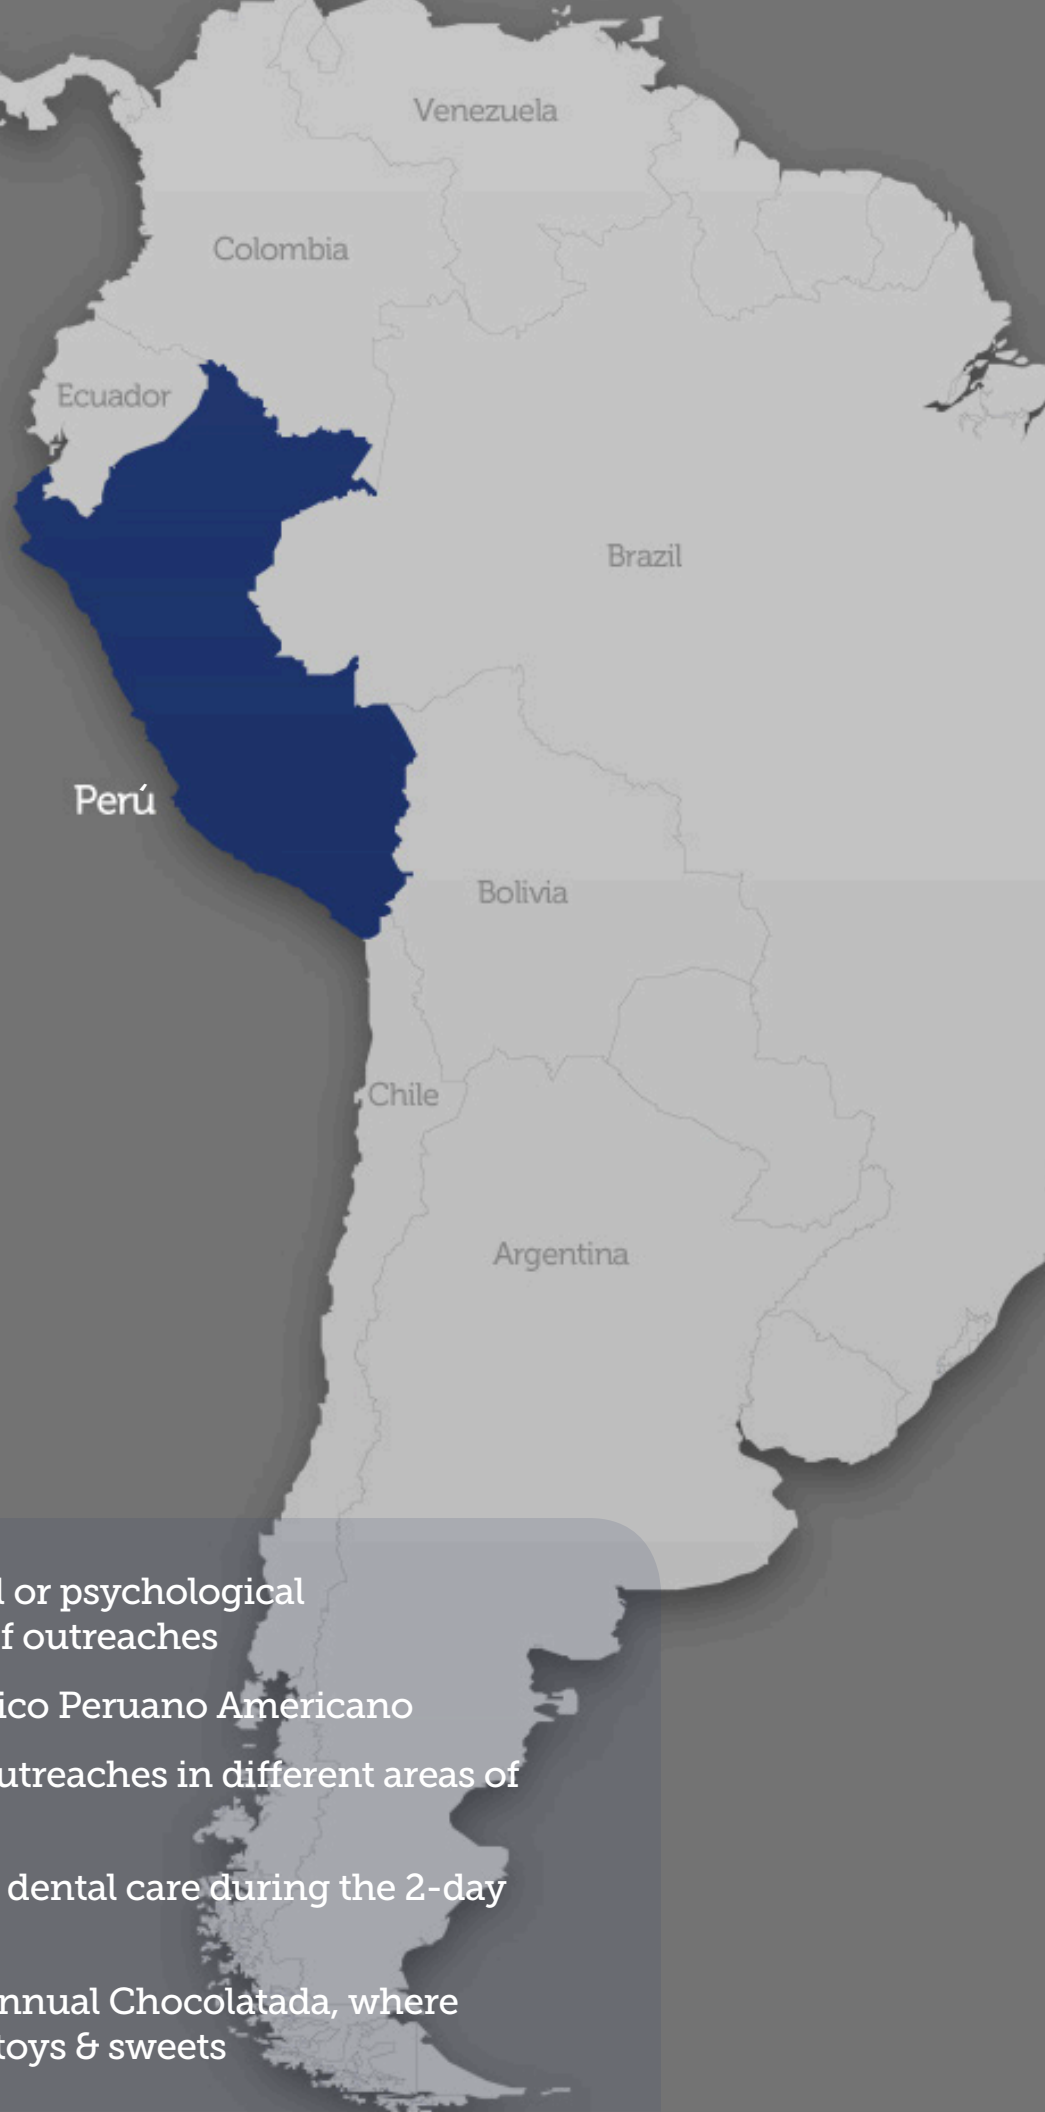 Venezuela
Colombia
Ecuador
Brazil
Perú
Bolivia
Chile
Argentina
or psychological
f outreaches
ico Peruano Americano
utreaches in different areas of
dental care during the 2-day
nnual Chocolatada, where
toys & sweets